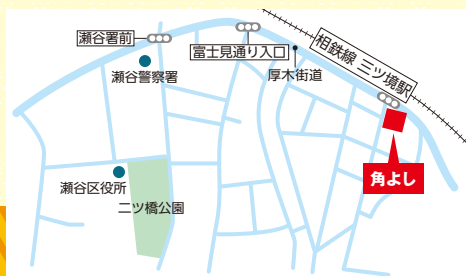 瀬谷署前
瀬谷警察署
富士見通り入口
厚木街道
相鉄線 三ツ境駅
角よし
瀬谷区役所
二ツ橋公園